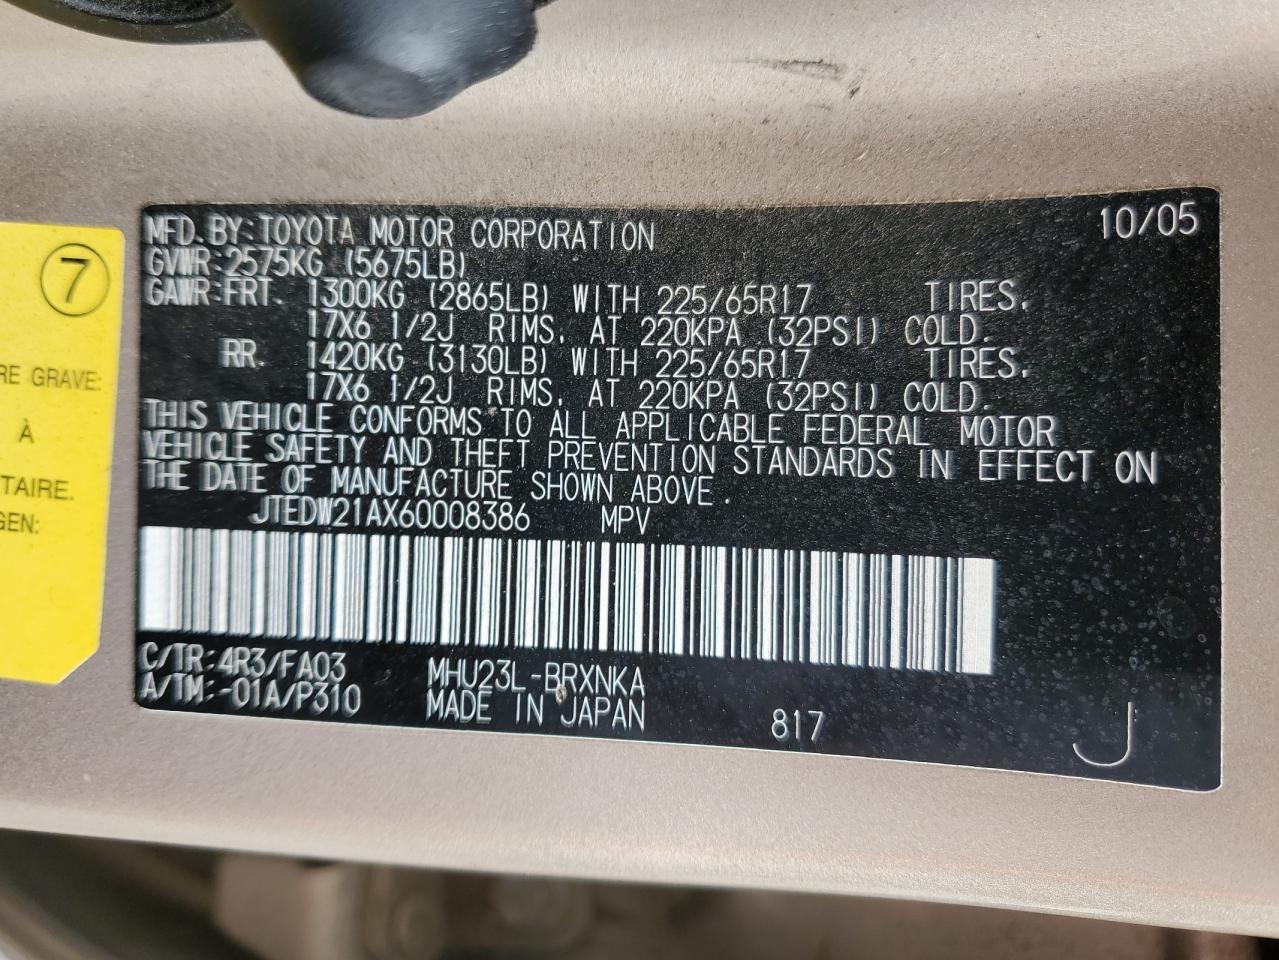 7
RE GRAVE:
À
TAIRE.
GEN:
MFD. BY: TOYOTA MOTOR CORPORATION 10/05
GVWR: 2575KG (5675LB)
GAWR: FRT. 1300KG (2865LB) WITH 225/65R17 TIRES,
17X6 1/2J RIMS, AT 220KPA (32PSI) COLD.
RR. 1420KG (3130LB) WITH 225/65R17 TIRES,
17X6 1/2J RIMS, AT 220KPA (32PSI) COLD.
THIS VEHICLE CONFORMS TO ALL APPLICABLE FEDERAL MOTOR
VEHICLE SAFETY AND THEFT PREVENTION STANDARDS IN EFFECT ON
THE DATE OF MANUFACTURE SHOWN ABOVE.
JTEDW21AX60008386 MPV
C/TR: 4R3/FA03 MHU23L-BRXNKA
A/TM: -01A/P310 MADE IN JAPAN 817 J